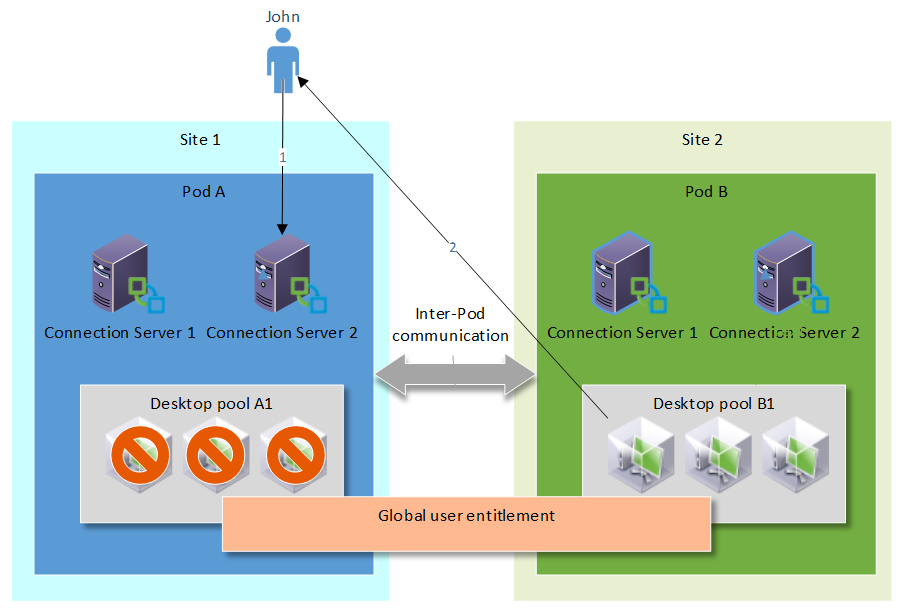 John
Site 1
Site 2
1
Pod A
Pod B
2
Connection Server 1
Connection Server 2
Inter-Pod
communication
Connection Server 1
Connection Server 2
Desktop pool A1
Desktop pool B1
Global user entitlement